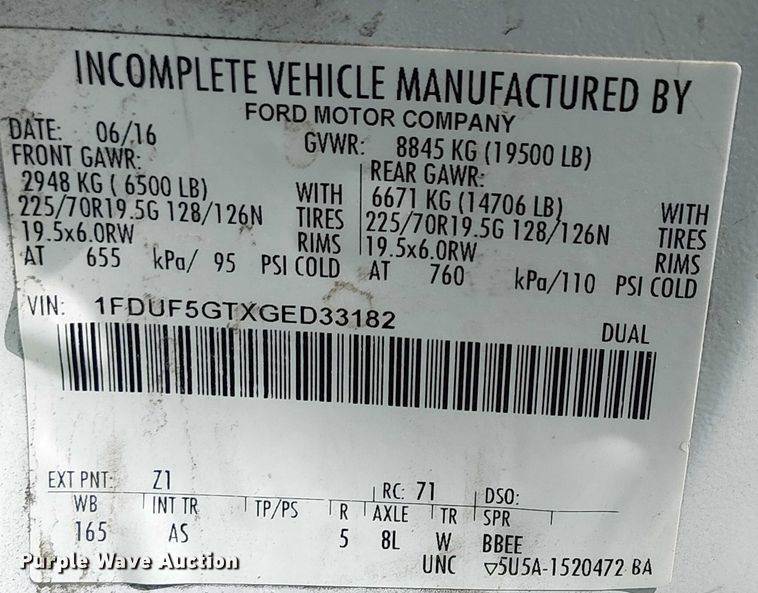 INCOMPLETE VEHICLE MANUFACTURED BY
FORD MOTOR COMPANY
DATE: 06/16 GVWR: 8845 KG (19500 LB)
FRONT GAWR: REAR GAWR:
2948 KG ( 6500 LB) WITH 6671 KG (14706 LB) WITH
225/70R19.5G 128/126N TIRES 225/70R19.5G 128/126N TIRES
19.5x6.0RW RIMS 19.5x6.0RW RIMS
AT 655 kPa/ 95 PSI COLD AT 760 kPa/110 PSI COLD
VIN: 1FDUF5GTXGED33182
DUAL
EXT PNT: Z1 RC: 71 DSO:
WB INT TR TP/PS R AXLE TR SPR
165 AS 5 8L W BBEE
UNC ▽5U5A-1520472 BA
Purple Wave Auction